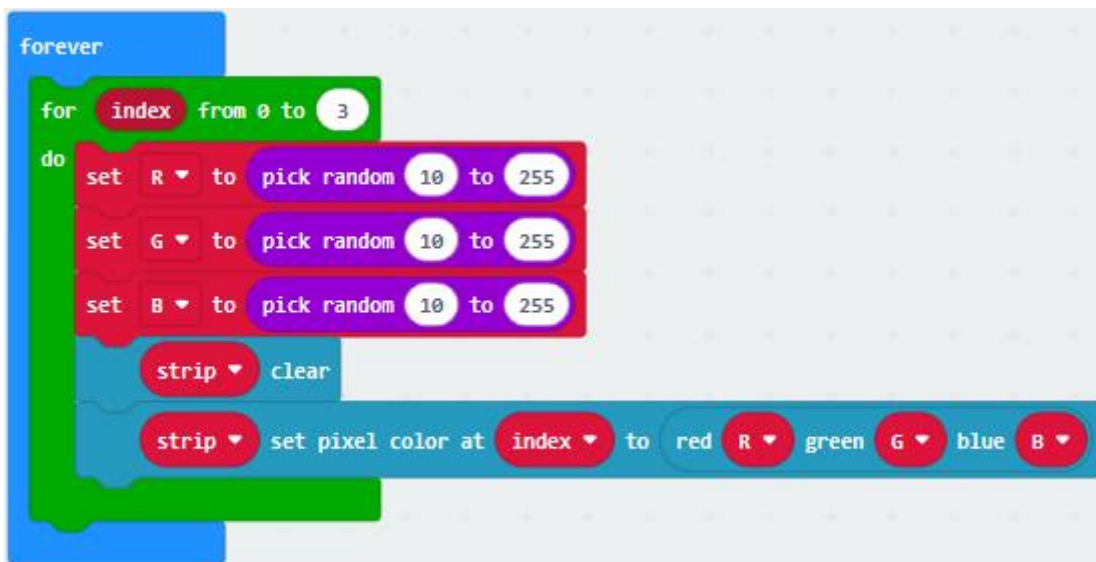 forever
for index from 0 to 3
do
set R to pick random 10 to 255
set G to pick random 10 to 255
set B to pick random 10 to 255
strip clear
strip set pixel color at index to red R green G blue B